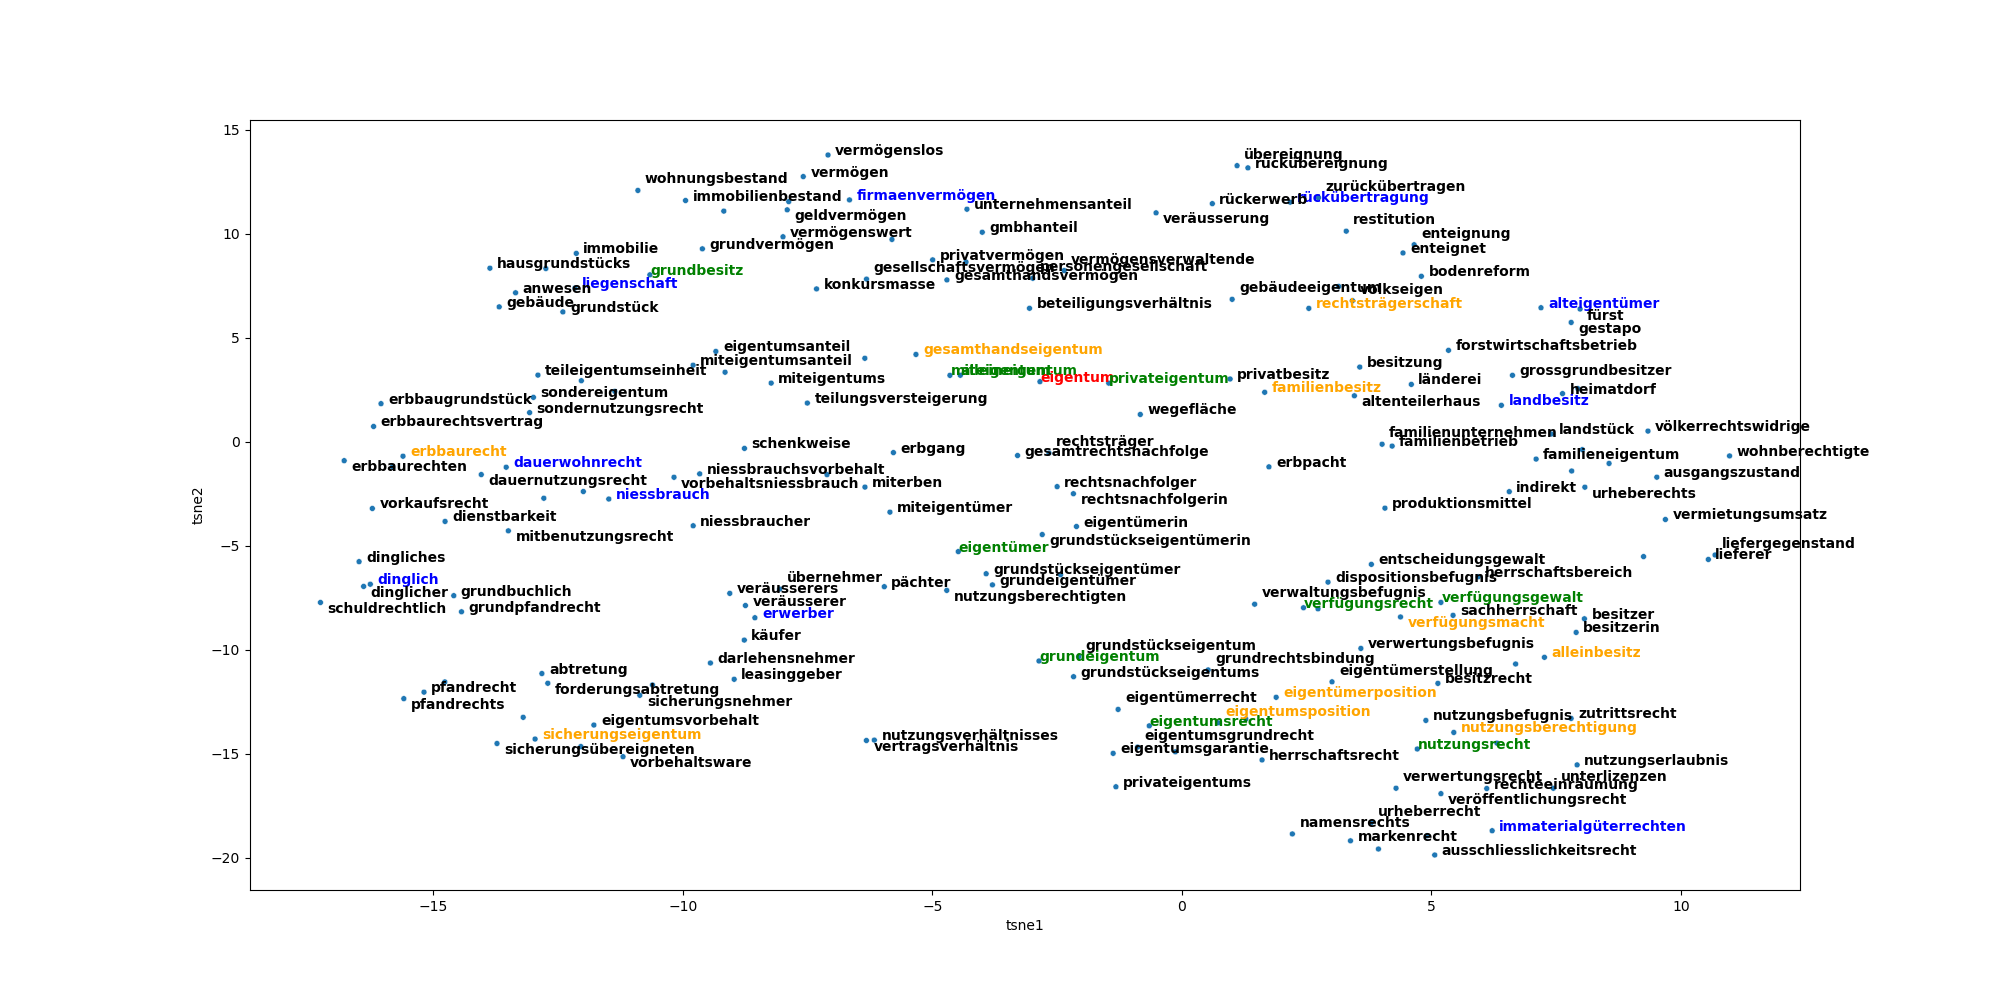 15
vermögenslos
übereignung
rückübereignung
vermögen
wohnungsbestand
zurückübertragen
immobilienbestand
firmaenvermögen
rückerwerb
rückübertragung
unternehmensanteil
geldvermögen
veräusserung
restitution
gmbhanteil
10
vermögenswert
enteignung
grundvermögen
immobilie
enteignet
privatvermögen
vermögensverwaltende
hausgrundstücks
gesellschaftsvermögen
personengesellschaft
grundbesitz
bodenreform
gesamthandsvermögen
liegenschaft
konkursmasse
anwesen
gebäudeeigentum
volkseigen
gebäude
grundstück
beteiligungsverhältnis
rechtsträgerschaft
alteigentümer
fürst
gestapo
5
eigentumsanteil
gesamthandseigentum
forstwirtschaftsbetrieb
miteigentumsanteil
besitzung
teileigentumseinheit
miteigentum
alleineigentum
grossgrundbesitzer
miteigentums
eigentum
privateigentum
privatbesitz
länderei
familienbesitz
sondereigentum
heimatdorf
erbbaugrundstück
teilungsversteigerung
altenteilerhaus
landbesitz
sondernutzungsrecht
wegefläche
erbbaurechtsvertrag
familienunternehmen
landstück
völkerrechtswidrige
0
schenkweise
rechtsträger
familienbetrieb
erbbaurecht
erbgang
gesamtrechtsnachfolge
familieneigentum
wohnberechtigte
dauerwohnrecht
erbpacht
erbbaurechten
niessbrauchsvorbehalt
ausgangszustand
dauernutzungsrecht
vorbehaltsniessbrauch
miterben
rechtsnachfolger
indirekt
niessbrauch
urheberechts
rechtsnachfolgerin
vorkaufsrecht
produktionsmittel
miteigentümer
dienstbarkeit
vermietungsumsatz
niessbraucher
eigentümerin
mitbenutzungsrecht
grundstückseigentümerin
liefergegenstand
−5
eigentümer
lieferer
dingliches
entscheidungsgewalt
grundstückseigentümer
herrschaftsbereich
übernehmer
dispositionsbefugnis
dinglich
grundeigentümer
pächter
dinglicher
grundbuchlich
veräusserers
verwaltungsbefugnis
nutzungsberechtigten
verfügungsgewalt
veräusserer
verfügungsrecht
schuldrechtlich
grundpfandrecht
sachherrschaft
erwerber
besitzer
verfügungsmacht
besitzerin
käufer
verwertungsbefugnis
grundstückseigentum
−10
alleinbesitz
grundeigentum
darlehensnehmer
grundrechtsbindung
abtretung
eigentümerstellung
leasinggeber
grundstückseigentums
besitzrecht
pfandrecht
forderungsabtretung
eigentümerposition
eigentümerrecht
pfandrechts
sicherungsnehmer
eigentumsposition
zutrittsrecht
nutzungsbefugnis
eigentumsvorbehalt
eigentumsrecht
nutzungsberechtigung
sicherungseigentum
nutzungsverhältnisses
eigentumsgrundrecht
nutzungsrecht
vertragsverhältnis
eigentumsgarantie
sicherungsübereigneten
−15
herrschaftsrecht
vorbehaltsware
nutzungserlaubnis
verwertungsrecht
unterlizenzen
privateigentums
rechteeinräumung
veröffentlichungsrecht
urheberrecht
namensrechts
immaterialgüterrechten
markenrecht
ausschliesslichkeitsrecht
−20
−15
−10
−5
0
5
10
tsne1
tsne2